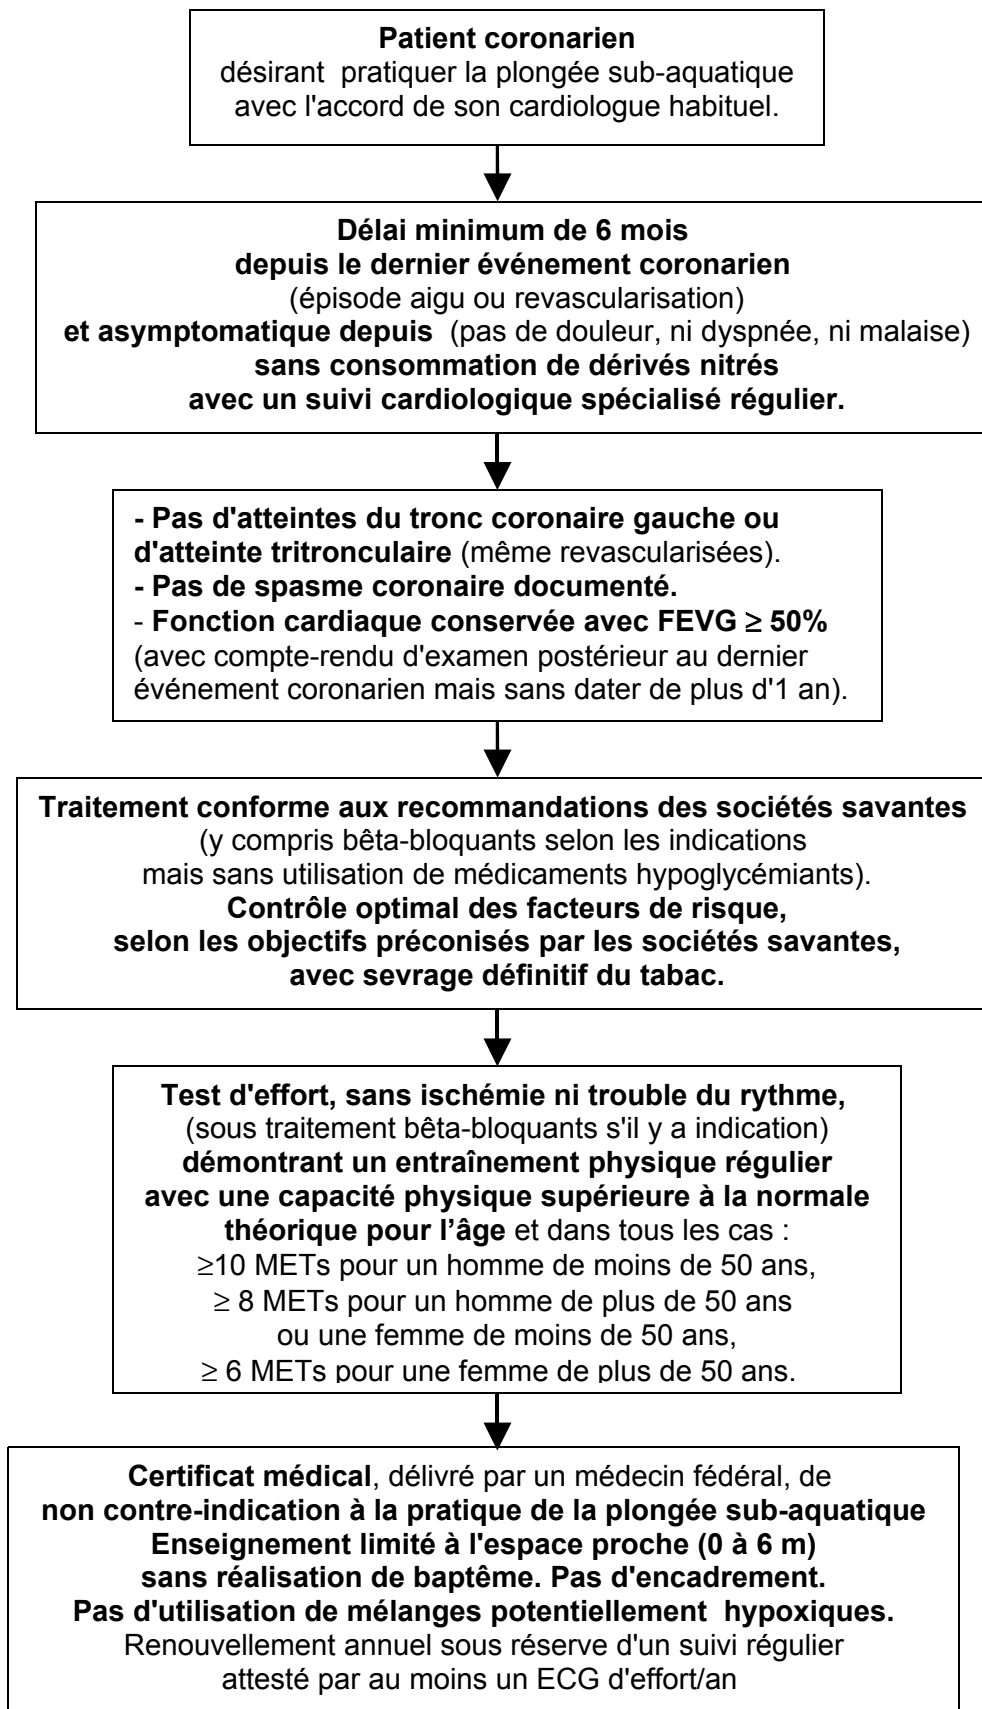 Patient coronarien
désirant  pratiquer la plongée sub-aquatique
avec l'accord de son cardiologue habituel.
Délai minimum de 6 mois
depuis le dernier événement coronarien
(épisode aigu ou revascularisation)
et asymptomatique depuis  (pas de douleur, ni dyspnée, ni malaise)
sans consommation de dérivés nitrés
avec un suivi cardiologique spécialisé régulier.
- Pas d'atteintes du tronc coronaire gauche ou
d'atteinte tritronculaire (même revascularisées).
- Pas de spasme coronaire documenté.
- Fonction cardiaque conservée avec FEVG ≥ 50%
(avec compte-rendu d'examen postérieur au dernier
événement coronarien mais sans dater de plus d'1 an).
Traitement conforme aux recommandations des sociétés savantes
(y compris bêta-bloquants selon les indications
mais sans utilisation de médicaments hypoglycémiants).
Contrôle optimal des facteurs de risque,
selon les objectifs préconisés par les sociétés savantes,
avec sevrage définitif du tabac.
Test d'effort, sans ischémie ni trouble du rythme,
(sous traitement bêta-bloquants s'il y a indication)
démontrant un entraînement physique régulier
avec une capacité physique supérieure à la normale
théorique pour l’âge et dans tous les cas :
≥10 METs pour un homme de moins de 50 ans,
≥ 8 METs pour un homme de plus de 50 ans
ou une femme de moins de 50 ans,
≥ 6 METs pour une femme de plus de 50 ans.
Certificat médical, délivré par un médecin fédéral, de
non contre-indication à la pratique de la plongée sub-aquatique
Enseignement limité à l'espace proche (0 à 6 m)
sans réalisation de baptême. Pas d'encadrement.
Pas d'utilisation de mélanges potentiellement  hypoxiques.
Renouvellement annuel sous réserve d'un suivi régulier
attesté par au moins un ECG d'effort/an